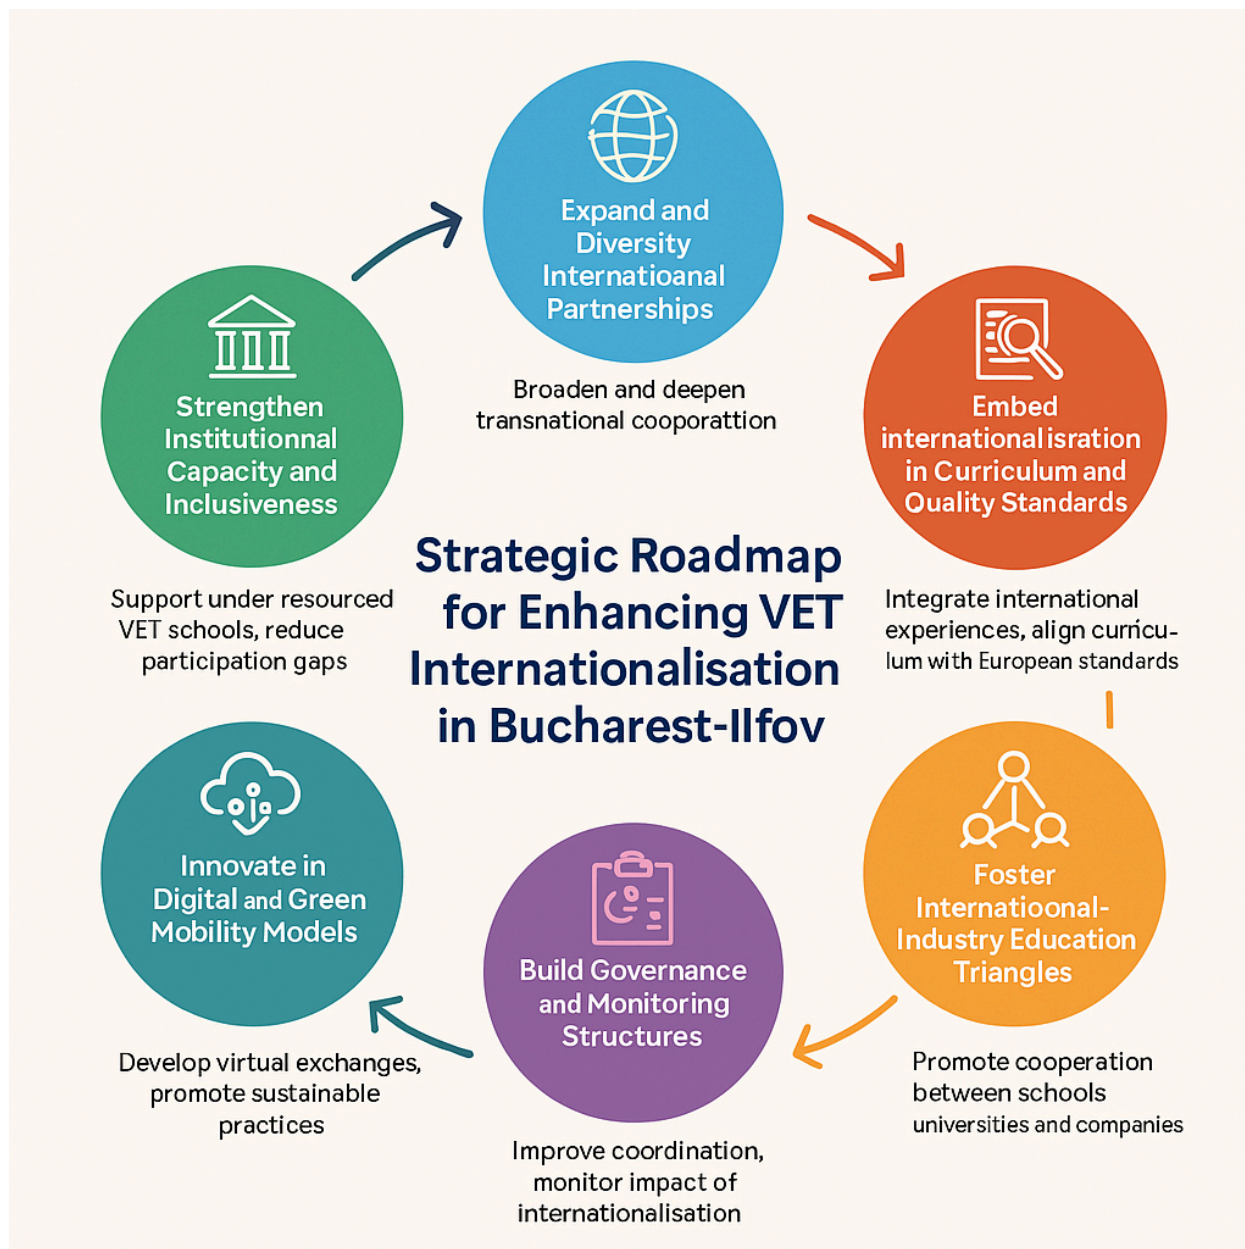 Expand and
Diversity
Internatioanal
Partnerships
Broaden and deepen
transnational cooporattion
Embed
internationalisration
in Curriculum and
Quality Standards
Integrate international
experiences, align curricu-
lum with European standards
Foster
Internatioonal-
Industry Education
Triangles
Promote cooperation
between schools
universities and companies
Build Governance
and Monitoring
Structures
Improve coordination,
monitor impact of
internationalisation
Innovate in
Digital and Green
Mobility Models
Develop virtual exchanges,
promote sustainable
practices
Strengthen
Institutionnal
Capacity and
Inclusiveness
Support under resourced
VET schools, reduce
participation gaps
Strategic Roadmap
for Enhancing VET
Internationalisation
in Bucharest-Ilfov